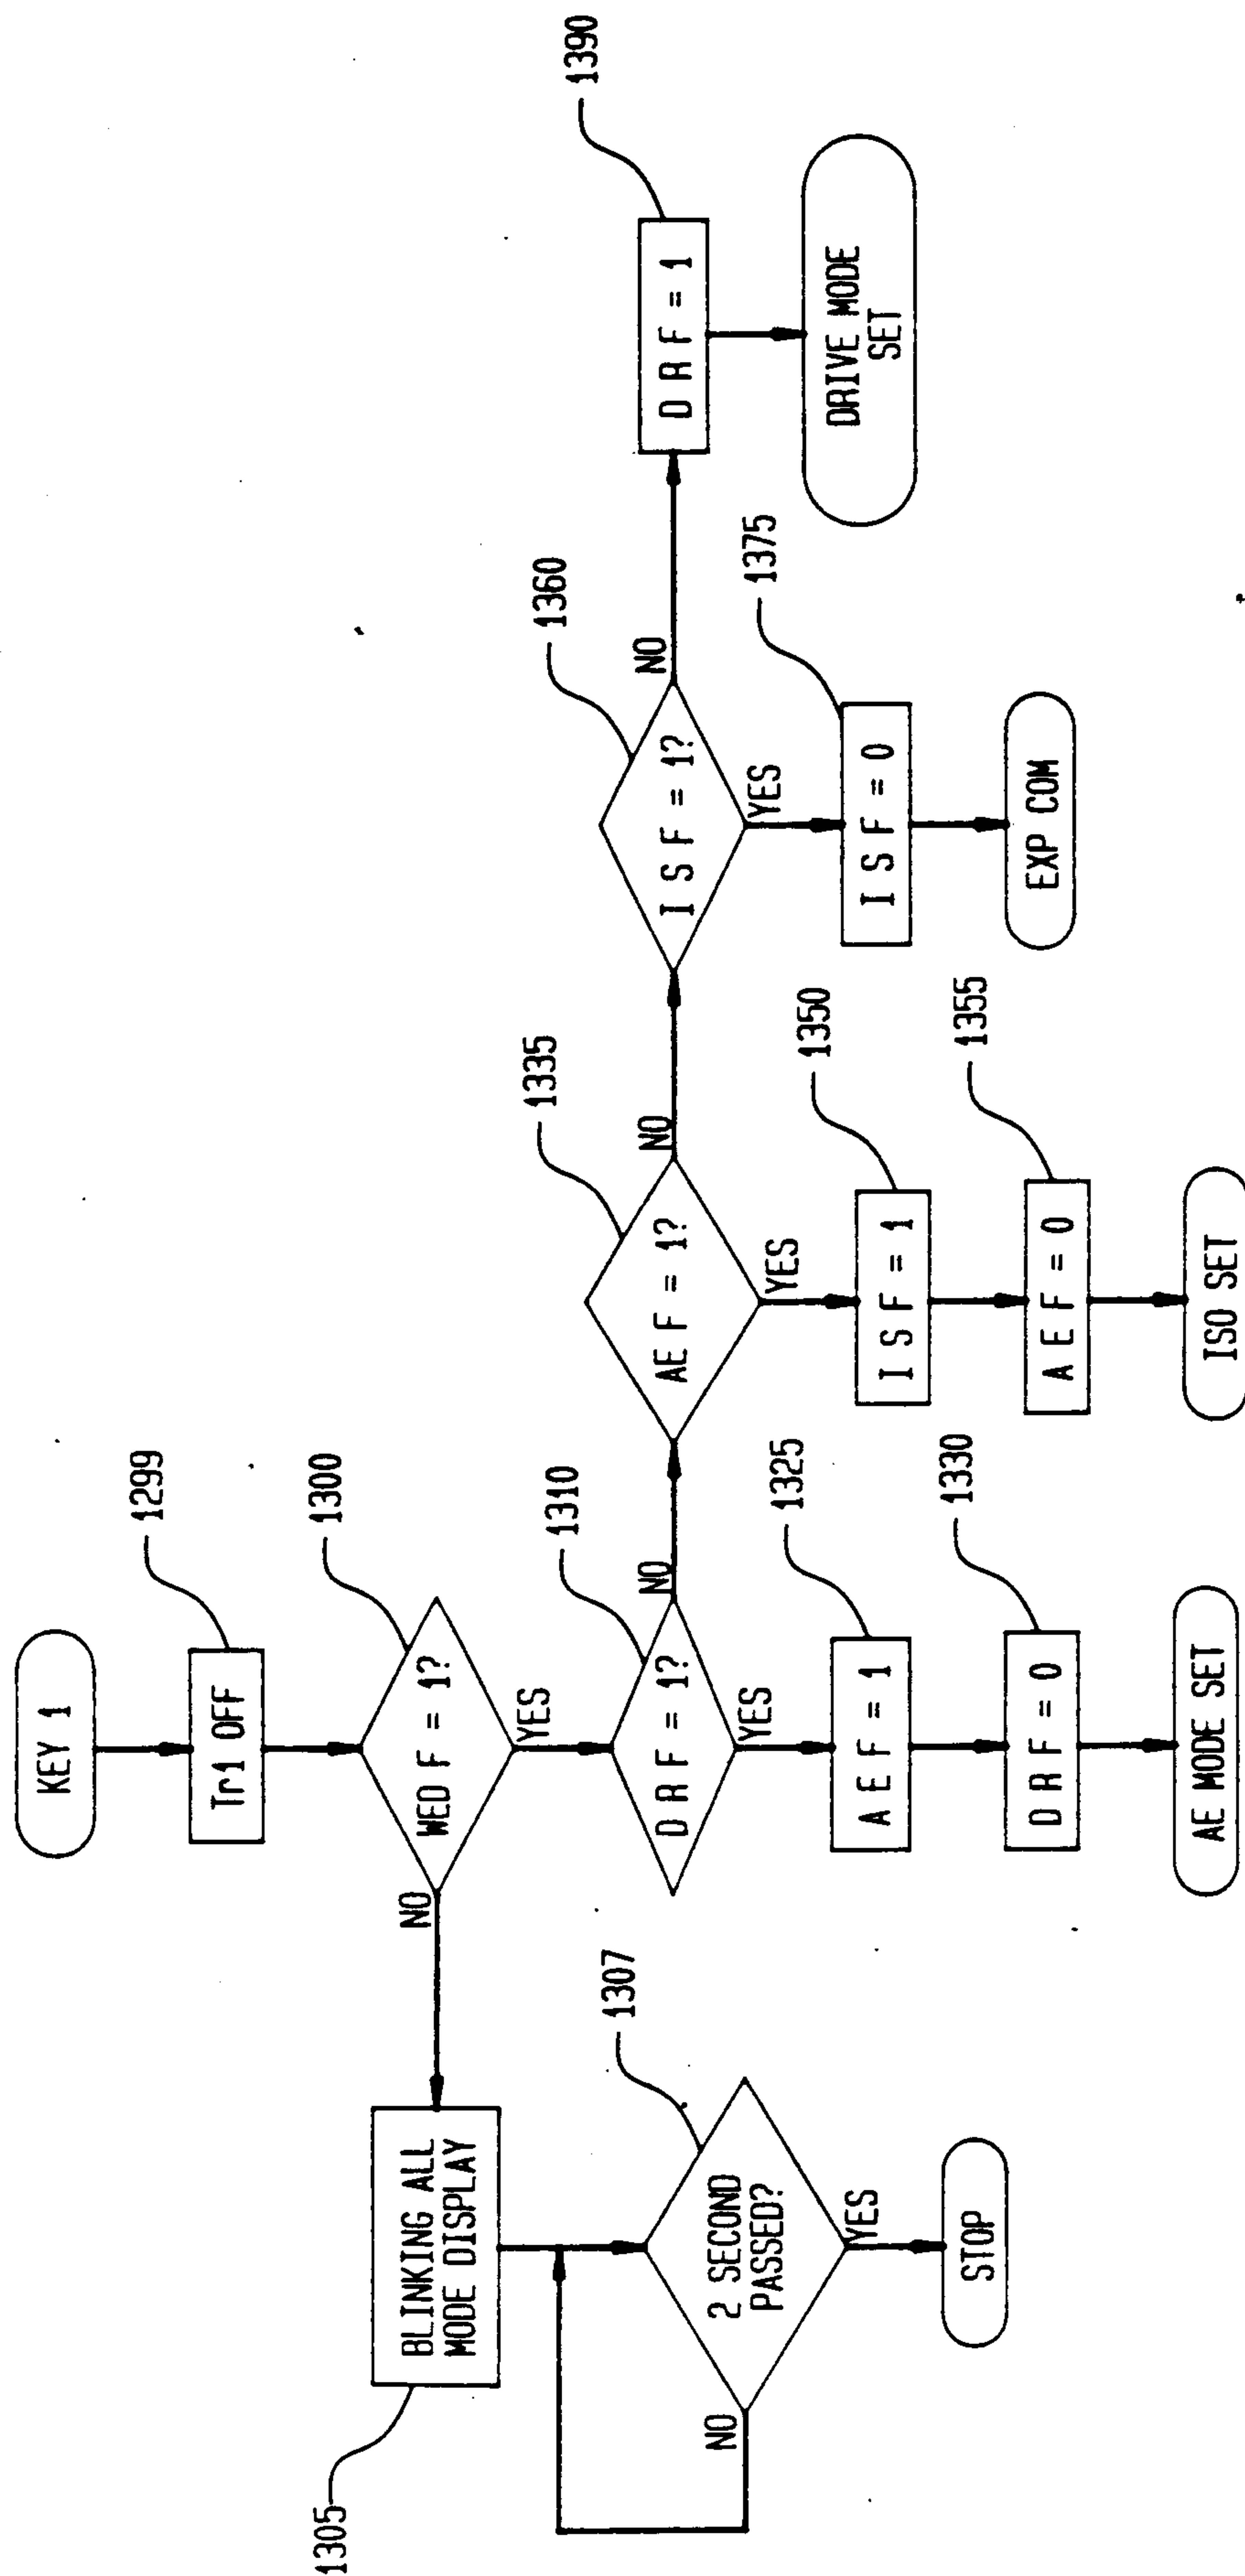 KEY 1
Tr1 OFF
1299
WED F = 1?
1300
NO
YES
BLINKING ALL
MODE DISPLAY
1305
2 SECOND
PASSED?
1307
NO
YES
STOP
D R F = 1?
1310
NO
YES
A E F = 1
1325
D R F = 0
1330
AE MODE SET
AE F = 1?
1335
NO
YES
I S F = 1
1350
A E F = 0
1355
ISO SET
I S F = 1?
1360
NO
YES
I S F = 0
1375
EXP COM
D R F = 1
1390
DRIVE MODE
SET